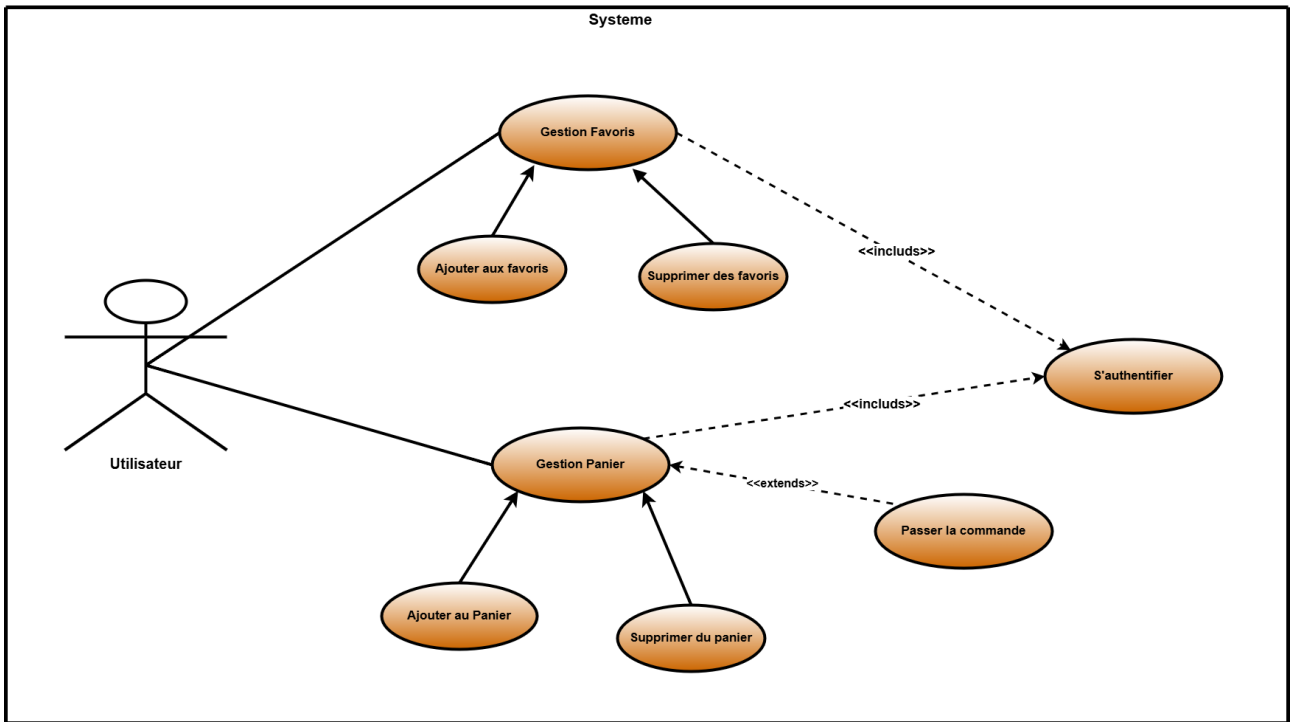 Systeme
Gestion Favoris
Ajouter aux favoris
Supprimer des favoris
<<includs>>
S'authentifier
<<includs>>
Utilisateur
Gestion Panier
<<extends>>
Passer la commande
Ajouter au Panier
Supprimer du panier